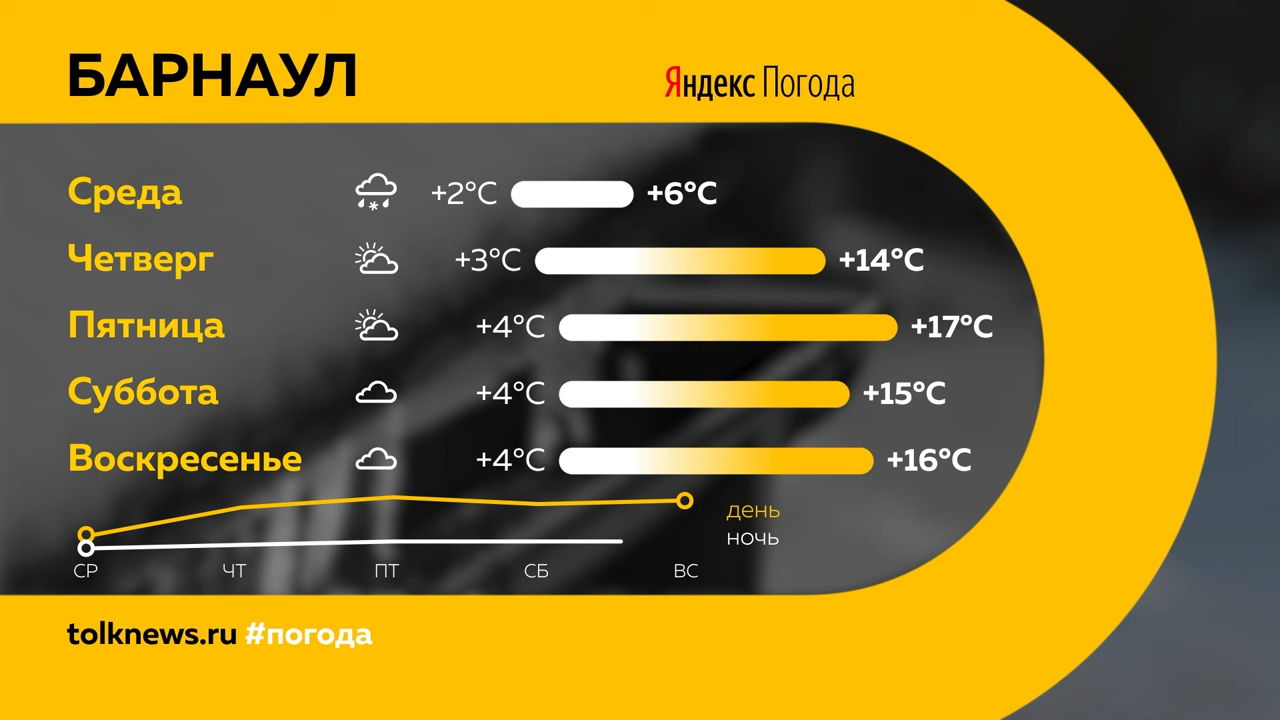 БАРНАУЛ
Яндекс Погода
Среда +2°C +6°C
Четверг +3°C +14°C
Пятница +4°C +17°C
Суббота +4°C +15°C
Воскресенье +4°C +16°C
день
ночь
СР ЧТ ПТ СБ ВС
tolknews.ru #погода